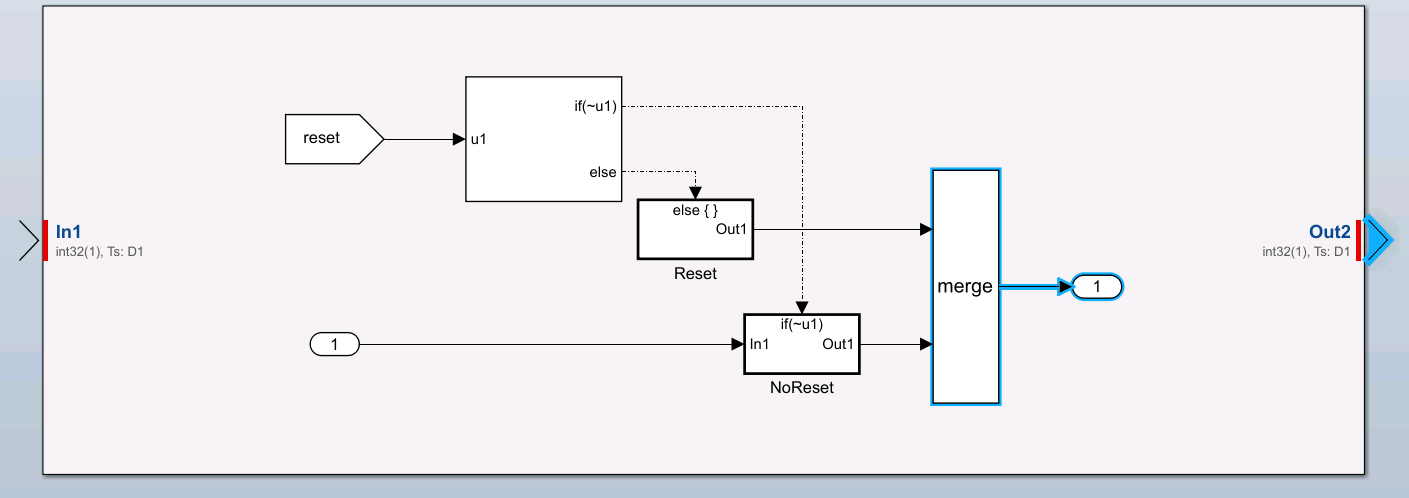 if(~u1)
reset
u1
else
else { }
Out1
Reset
In1
int32(1), Ts: D1
Out2
int32(1), Ts: D1
merge
1
if(~u1)
1
In1
Out1
NoReset